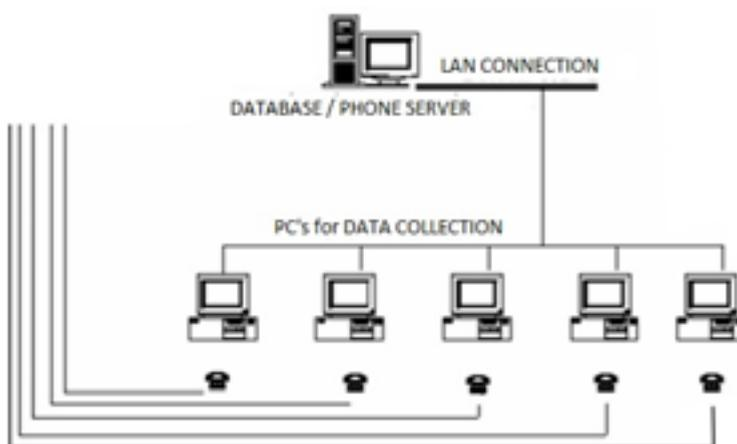 LAN CONNECTION
DATABASE / PHONE SERVER
PC's for DATA COLLECTION